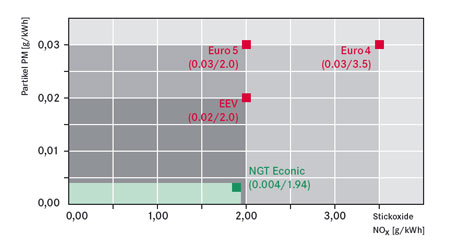 Partikel PM [g/kWh]
0,03
Euro 5
(0.03/2.0)
Euro 4
(0.03/3.5)
0,02
EEV
(0.02/2.0)
0,01
NGT Econic
(0.004/1.94)
0,00
0,00
1,00
2,00
3,00
Stickoxide
NOx [g/kWh]